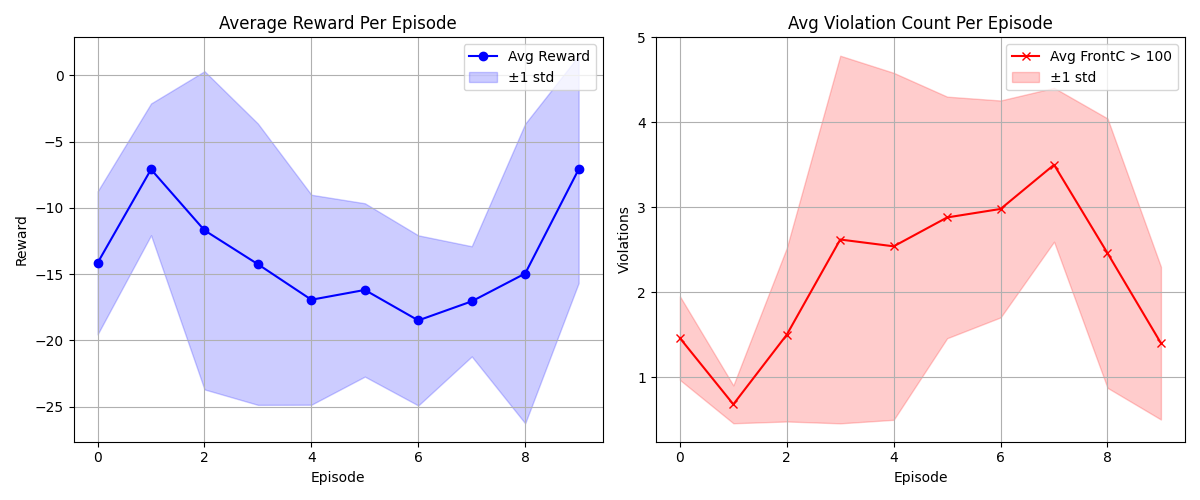 Average Reward Per Episode
Avg Reward
±1 std
0
−5
−10
−15
−20
−25
Reward
0
2
4
6
8
Episode
Avg Violation Count Per Episode
Avg FrontC > 100
±1 std
5
4
3
2
1
Violations
0
2
4
6
8
Episode